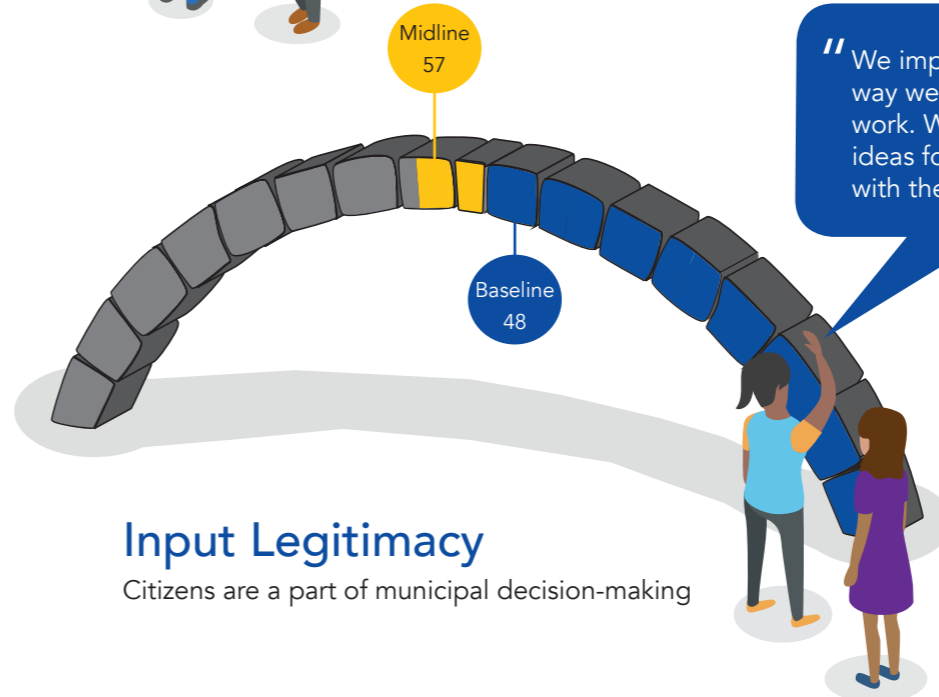 Midline
57
“ We imp
way we
work. W
ideas fo
with the
Baseline
48
Input Legitimacy
Citizens are a part of municipal decision-making